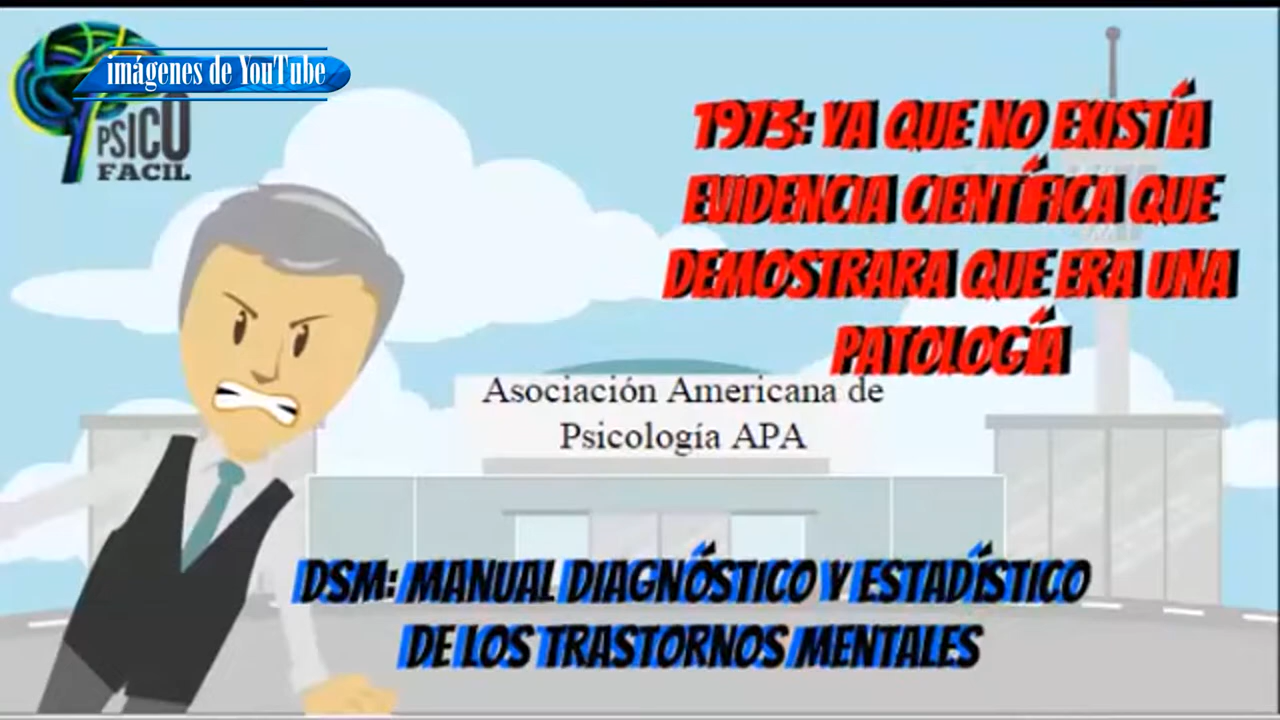 imágenes de YouTube
PSICO
FACIL
1973: YA QUE NO EXISTÍA
EVIDENCIA CIENTÍFICA QUE
DEMOSTRARA QUE ERA UNA
PATOLOGÍA
Asociación Americana de
Psicología APA
DSM: MANUAL DIAGNÓSTICO Y ESTADÍSTICO
DE LOS TRASTORNOS MENTALES